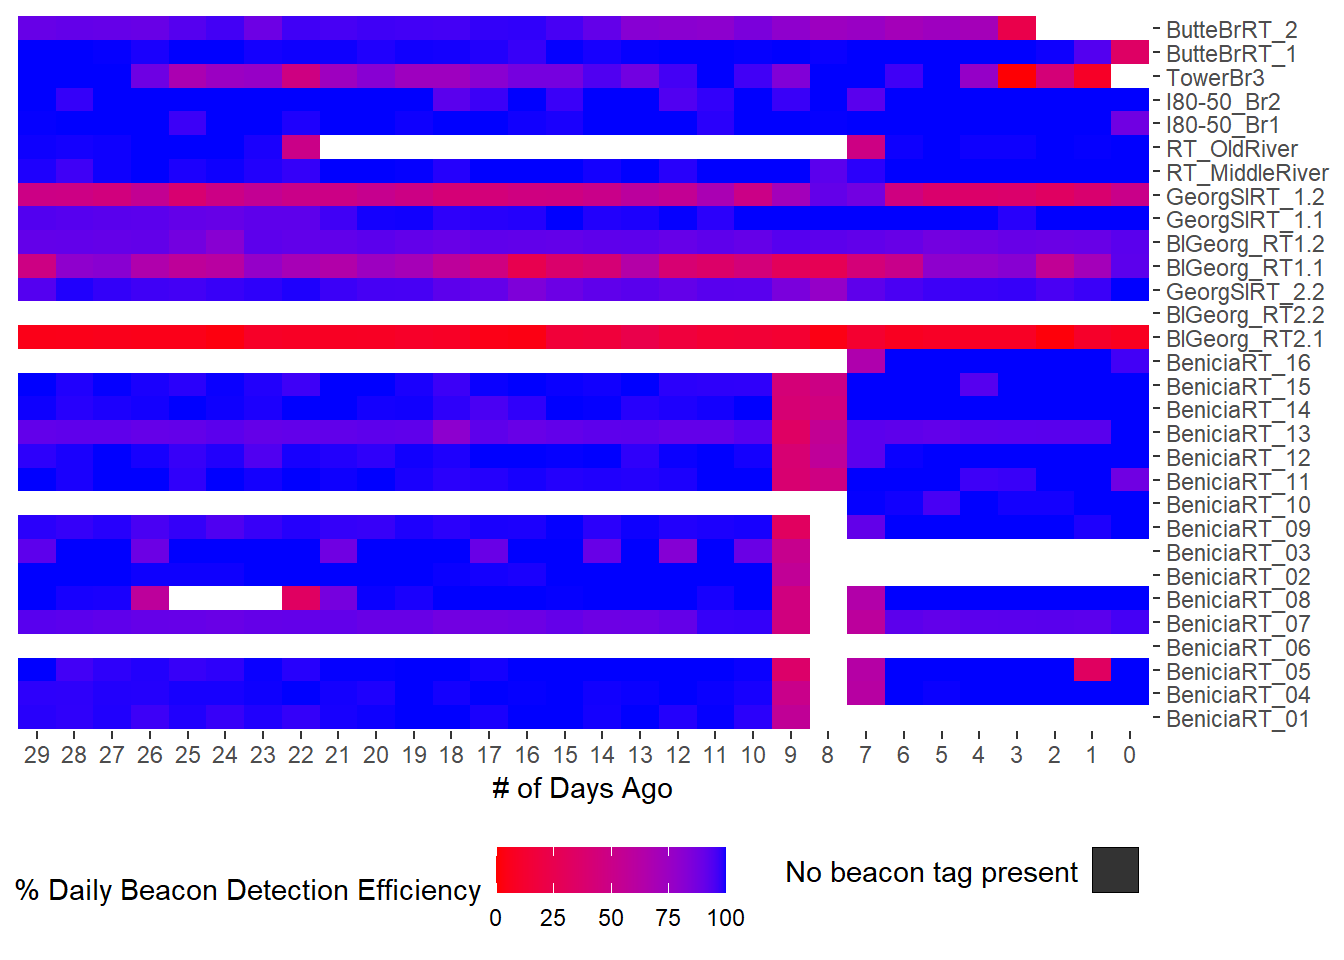 ButteBrRT_2
ButteBrRT_1
TowerBr3
I80-50_Br2
I80-50_Br1
RT_OldRiver
RT_MiddleRiver
GeorgSlRT_1.2
GeorgSlRT_1.1
BlGeorg_RT1.2
BlGeorg_RT1.1
GeorgSlRT_2.2
BlGeorg_RT2.2
BlGeorg_RT2.1
BeniciaRT_16
BeniciaRT_15
BeniciaRT_14
BeniciaRT_13
BeniciaRT_12
BeniciaRT_11
BeniciaRT_10
BeniciaRT_09
BeniciaRT_03
BeniciaRT_02
BeniciaRT_08
BeniciaRT_07
BeniciaRT_06
BeniciaRT_05
BeniciaRT_04
BeniciaRT_01
29 28 27 26 25 24 23 22 21 20 19 18 17 16 15 14 13 12 11 10 9 8 7 6 5 4 3 2 1 0
# of Days Ago
% Daily Beacon Detection Efficiency
0 25 50 75 100
No beacon tag present